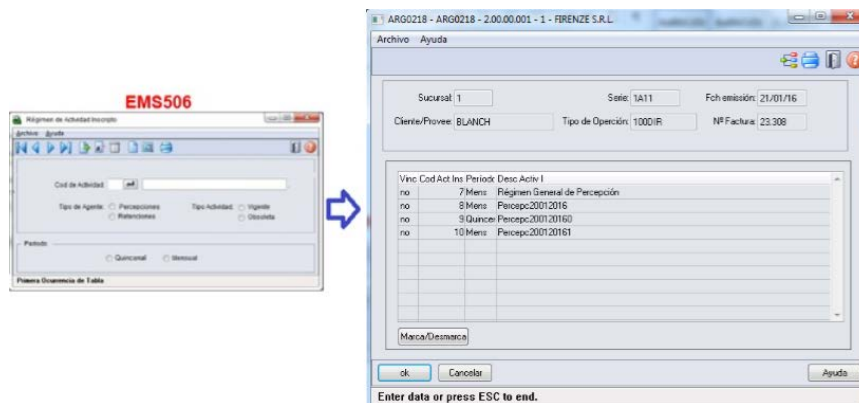 EMS506
Régimen de Actividad Inscripto
Archivo Ayuda
Cod de Actividad:
Tipo de Agente: Percepciones Retenciones
Tipo Actividad: Vigente Obsoleta
Periodo
Quincenal Mensual
Primera Ocurrencia de Tabla
ARG0218 - ARG0218 - 2.00.00.001 - 1 - FIRENZE S.R.L.
Archivo Ayuda
Sucursal: 1 Serie: 1A11 Fch emisión: 21/01/16
Cliente/Provee: BLANCH Tipo de Operción: 100DIR Nº Factura: 23.308
Vinc Cod Act Ins Periodo Desc Activ I
no 7 Mens Régimen General de Percepción
no 8 Mens Percepc20012016
no 9 Quincer Percepc200120160
no 10 Mens Percepc200120161
Marca/Desmarca
ok Cancelar Ayuda
Enter data or press ESC to end.